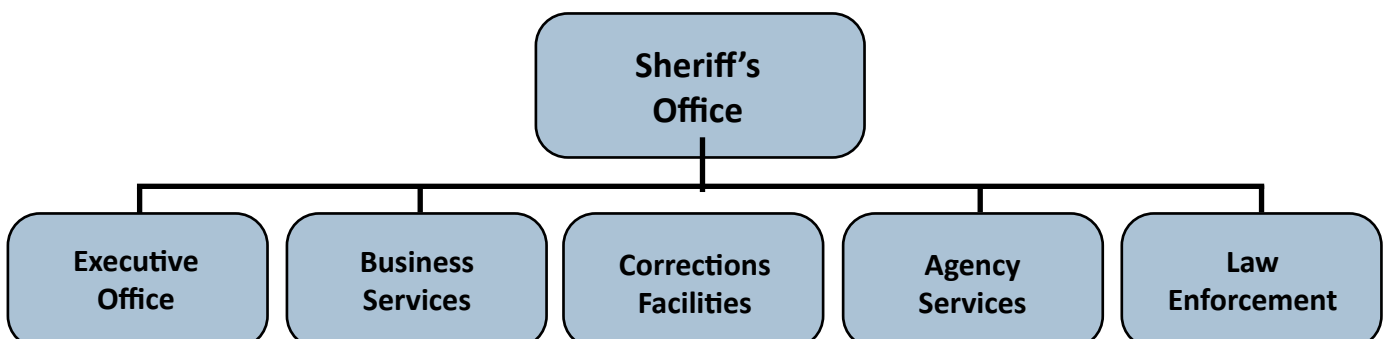 Sheriff’s
Office
Executive
Office
Business
Services
Corrections
Facilities
Agency
Services
Law
Enforcement